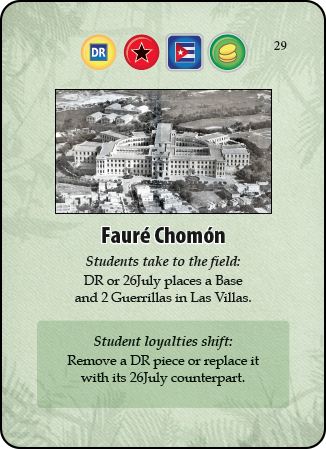 DR
29
Fauré Chomón
Students take to the field:
DR or 26July places a Base
and 2 Guerrillas in Las Villas.
Student loyalties shift:
Remove a DR piece or replace it
with its 26July counterpart.